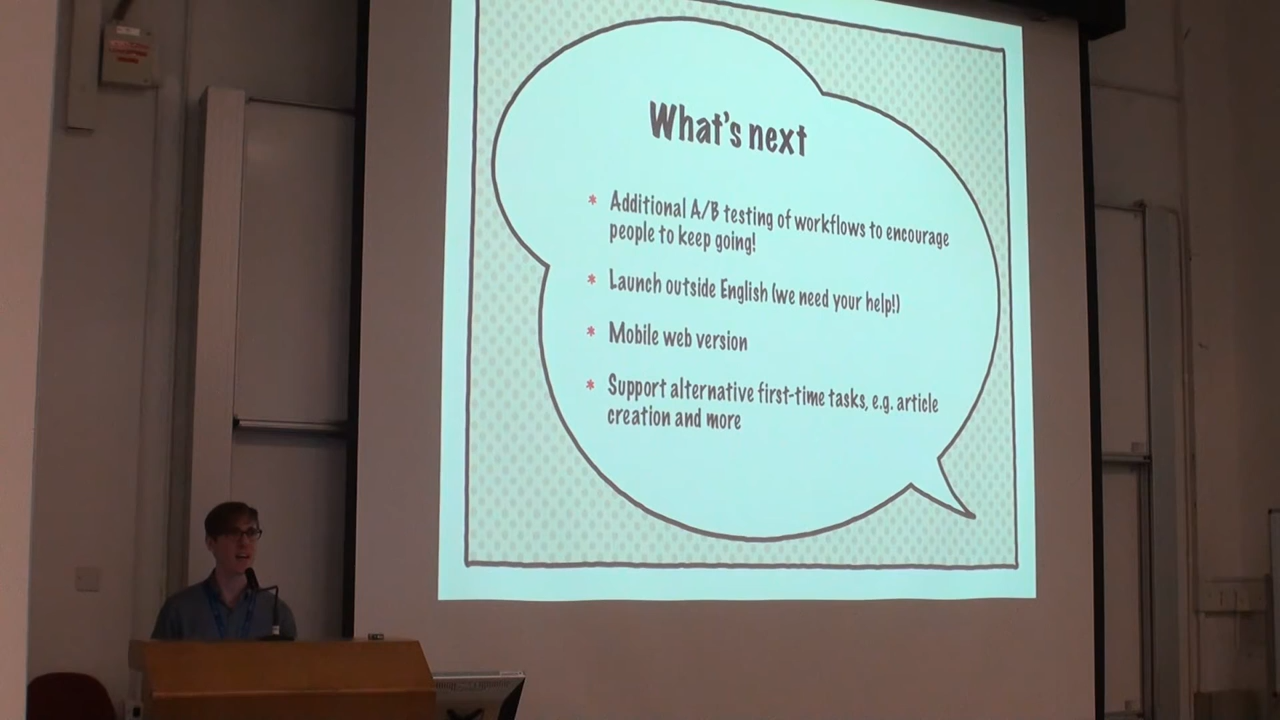 What's next
* Additional A/B testing of workflows to encourage
people to keep going!
* Launch outside English (we need your help!)
* Mobile web version
* Support alternative first-time tasks, e.g. article
creation and more